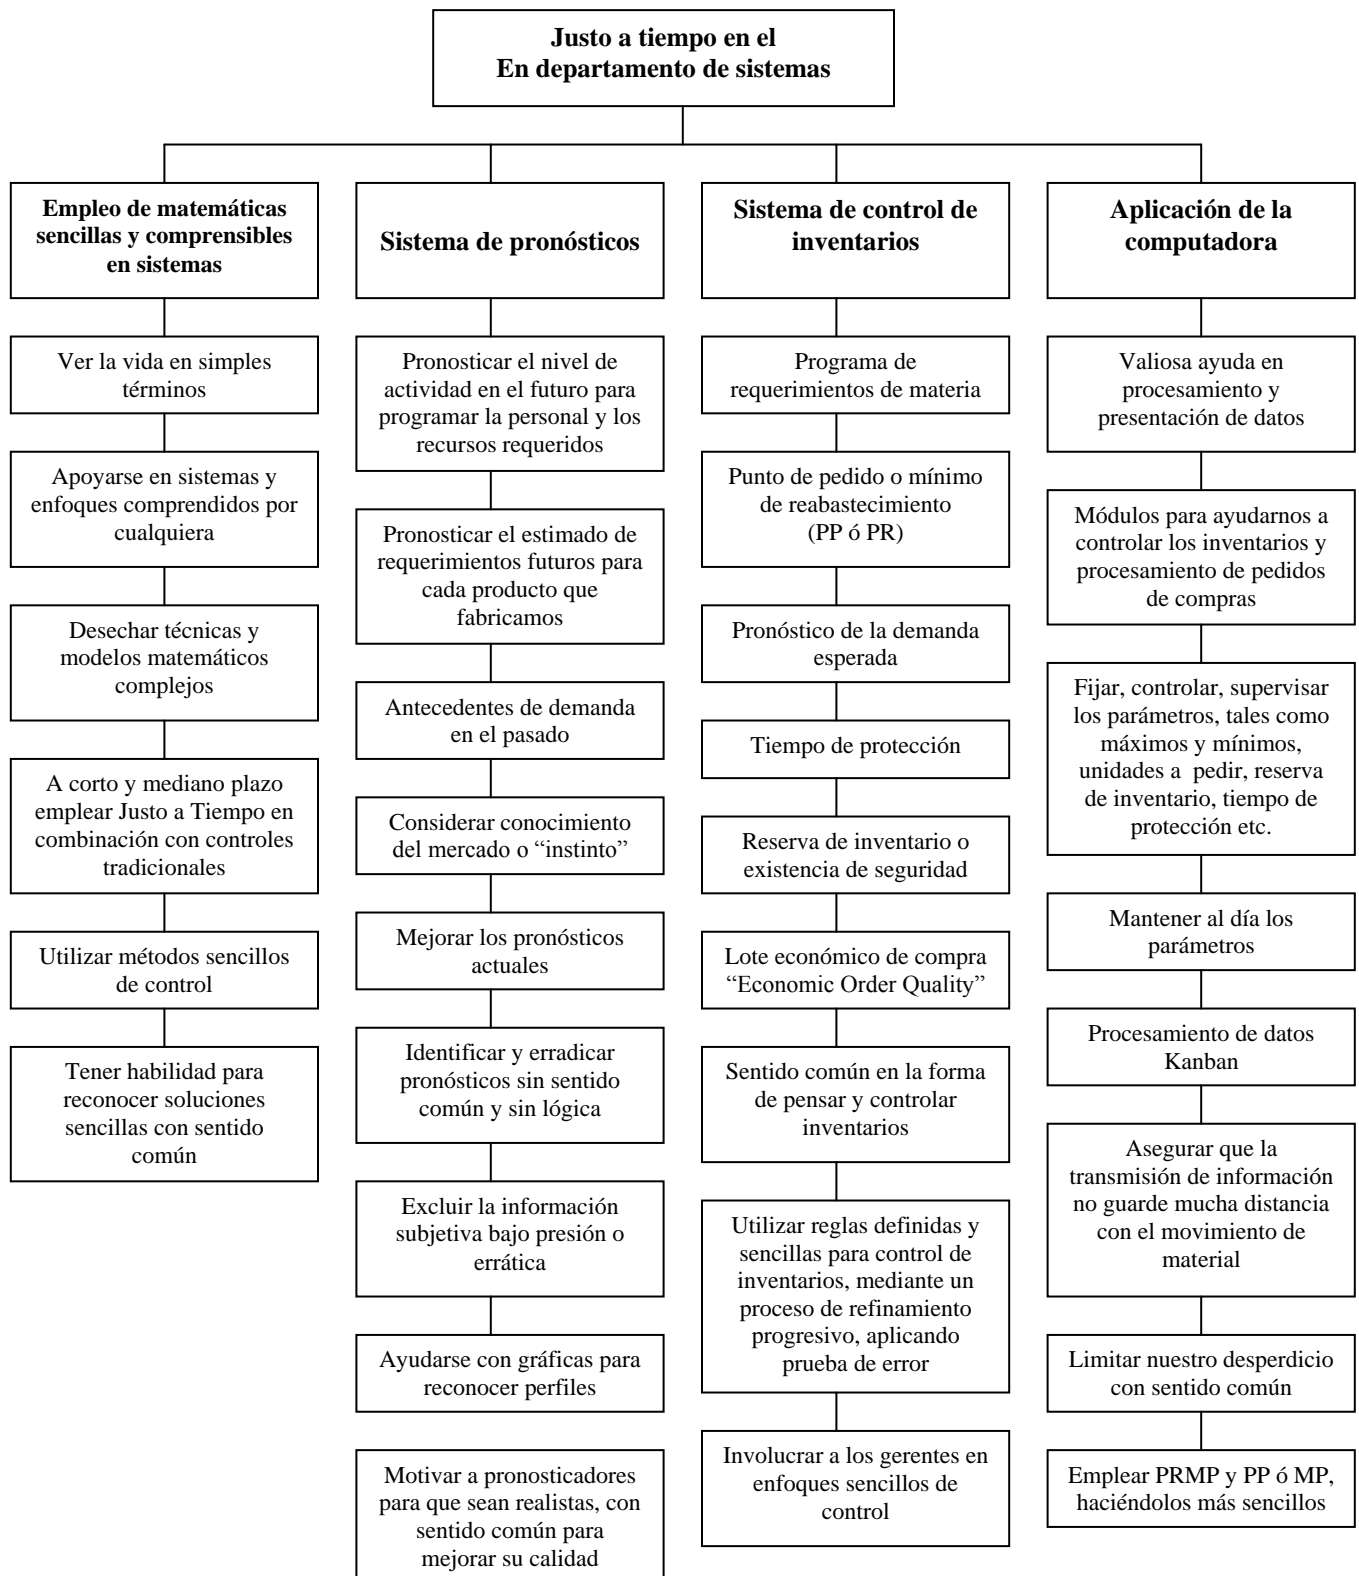 Justo a tiempo en el
En departamento de sistemas
Empleo de matemáticas
sencillas y comprensibles
en sistemas
Ver la vida en simples
términos
Apoyarse en sistemas y
enfoques comprendidos por
cualquiera
Desechar técnicas y
modelos matemáticos
complejos
A corto y mediano plazo
emplear Justo a Tiempo en
combinación con controles
tradicionales
Utilizar métodos sencillos
de control
Tener habilidad para
reconocer soluciones
sencillas con sentido
común
Sistema de pronósticos
Pronosticar el nivel de
actividad en el futuro para
programar la personal y los
recursos requeridos
Pronosticar el estimado de
requerimientos futuros para
cada producto que
fabricamos
Antecedentes de demanda
en el pasado
Considerar conocimiento
del mercado o “instinto”
Mejorar los pronósticos
actuales
Identificar y erradicar
pronósticos sin sentido
común y sin lógica
Excluir la información
subjetiva bajo presión o
errática
Ayudarse con gráficas para
reconocer perfiles
Motivar a pronosticadores
para que sean realistas, con
sentido común para
mejorar su calidad
Sistema de control de
inventarios
Programa de
requerimientos de materia
Punto de pedido o mínimo
de reabastecimiento
(PP ó PR)
Pronóstico de la demanda
esperada
Tiempo de protección
Reserva de inventario o
existencia de seguridad
Lote económico de compra
“Economic Order Quality”
Sentido común en la forma
de pensar y controlar
inventarios
Utilizar reglas definidas y
sencillas para control de
inventarios, mediante un
proceso de refinamiento
progresivo, aplicando
prueba de error
Involucrar a los gerentes en
enfoques sencillos de
control
Aplicación de la
computadora
Valiosa ayuda en
procesamiento y
presentación de datos
Módulos para ayudarnos a
controlar los inventarios y
procesamiento de pedidos
de compras
Fijar, controlar, supervisar
los parámetros, tales como
máximos y mínimos,
unidades a pedir, reserva
de inventario, tiempo de
protección etc.
Mantener al día los
parámetros
Procesamiento de datos
Kanban
Asegurar que la
transmisión de información
no guarde mucha distancia
con el movimiento de
material
Limitar nuestro desperdicio
con sentido común
Emplear PRMP y PP ó MP,
haciéndolos más sencillos